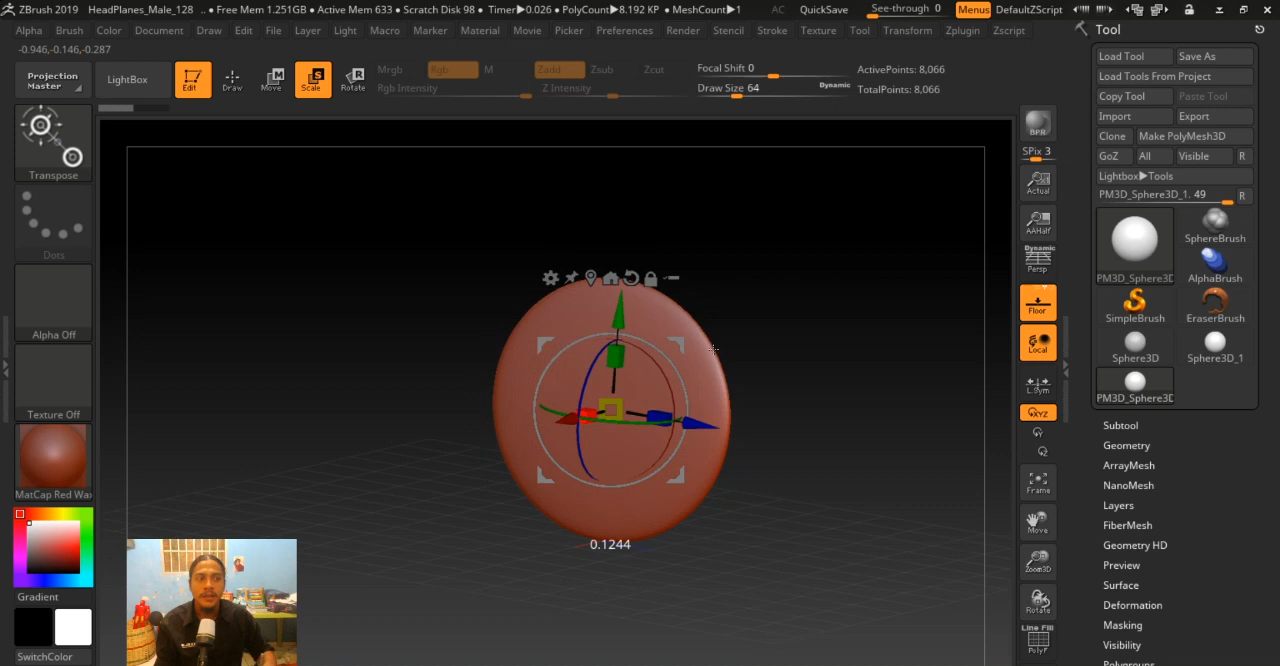 ZBrush 2019 HeadPlanes_Male_128 .. • Free Mem 1.251GB • Active Mem 633 • Scratch Disk 98 • Timer▶0.026 • PolyCount▶8.192 KP • MeshCount▶1 AC QuickSave See-through 0 Menus DefaultZScript
Alpha Brush Color Document Draw Edit File Layer Light Macro Marker Material Movie Picker Preferences Render Stencil Stroke Texture Tool Transform Zplugin Zscript
-0.946,-0.146,-0.287
Projection
Master
LightBox
Edit Draw Move Scale Rotate
Mrgb Rgb M
Rgb Intensity
Zadd Zsub Zcut
Z Intensity
Focal Shift 0
Draw Size 64 Dynamic
ActivePoints: 8,066
TotalPoints: 8,066
Transpose
Dots
Alpha Off
Texture Off
MatCap Red Wax
Gradient
SwitchColor
0.1244
BPR
SPix 3
Actual
AAHalf
Dynamic
Persp
Floor
Local
L.Sym
XYZ
Y
Z
Frame
Move
Zoom3D
Rotate
Line Fill
PolyF
Tool
Load Tool Save As
Load Tools From Project
Copy Tool Paste Tool
Import Export
Clone Make PolyMesh3D
GoZ All Visible R
Lightbox▶Tools
PM3D_Sphere3D_1. 49 R
PM3D_Sphere3D SphereBrush
AlphaBrush
SimpleBrush EraserBrush
Sphere3D Sphere3D_1
PM3D_Sphere3D
Subtool
Geometry
ArrayMesh
NanoMesh
Layers
FiberMesh
Geometry HD
Preview
Surface
Deformation
Masking
Visibility
Polygroups